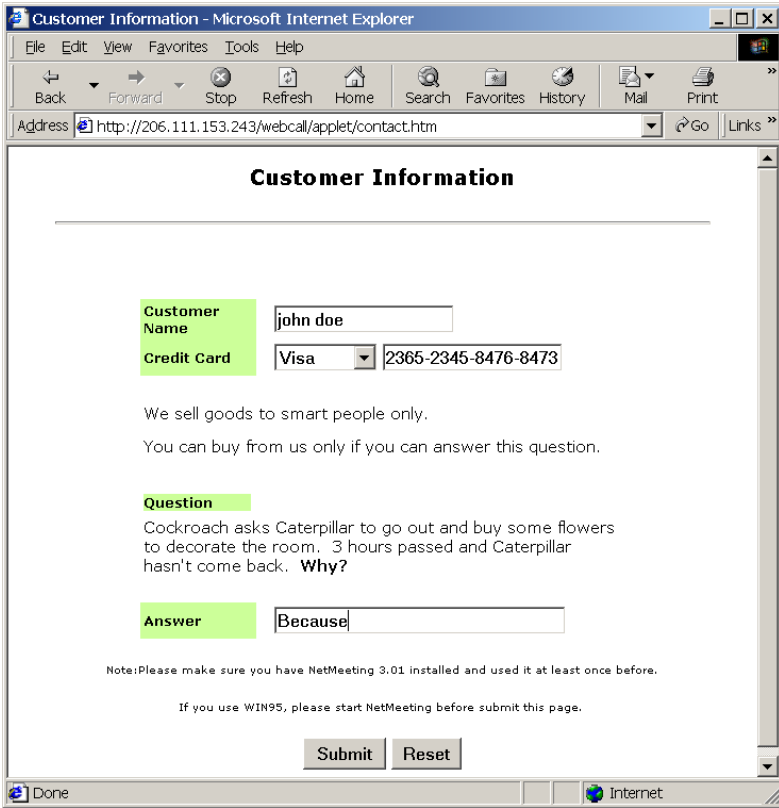 Customer Information - Microsoft Internet Explorer
File Edit View Favorites Tools Help
Back Forward Stop Refresh Home Search Favorites History Mail Print »
Address http://206.111.153.243/webcall/applet/contact.htm Go Links »
Customer Information
Customer
Name
john doe
Credit Card Visa 2365-2345-8476-8473
We sell goods to smart people only.
You can buy from us only if you can answer this question.
Question
Cockroach asks Caterpillar to go out and buy some flowers
to decorate the room. 3 hours passed and Caterpillar
hasn't come back. Why?
Answer Because
Note:Please make sure you have NetMeeting 3.01 installed and used it at least once before.
If you use WIN95, please start NetMeeting before submit this page.
Submit Reset
Done Internet